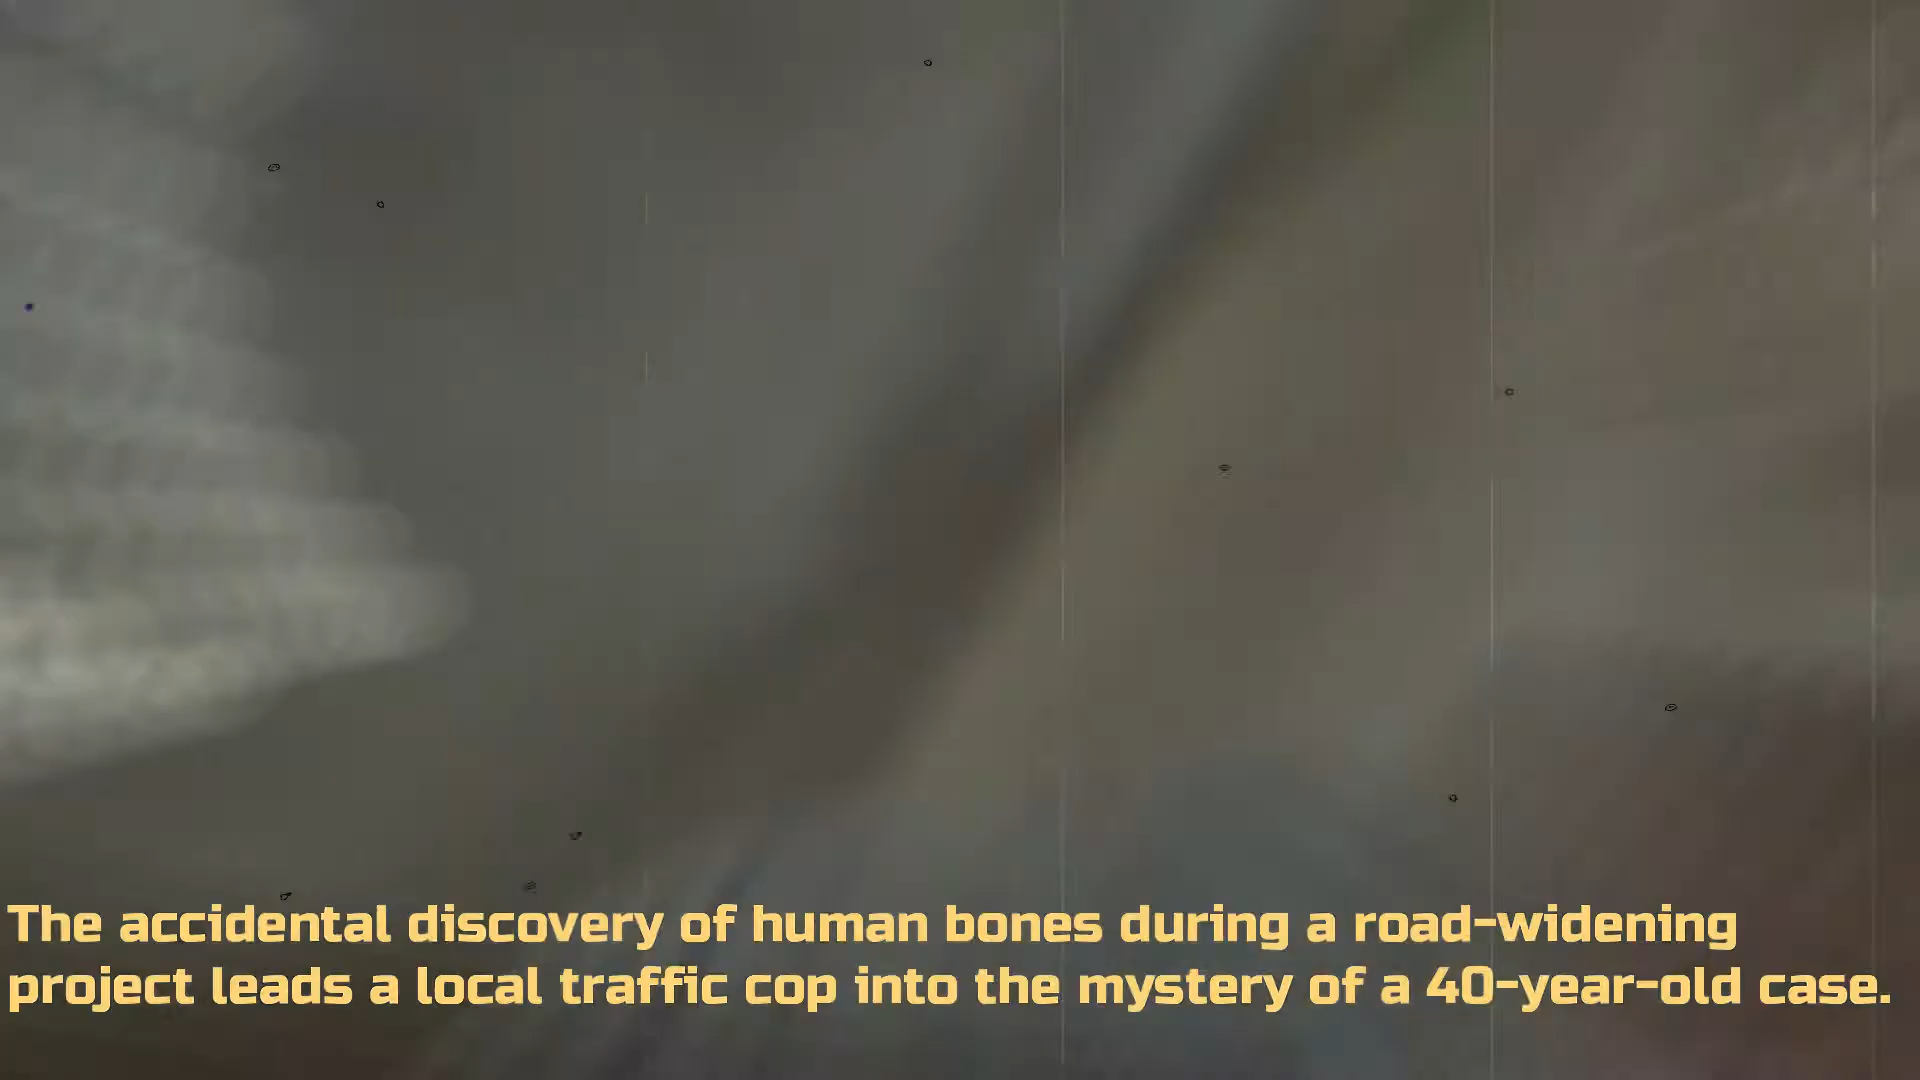 The accidental discovery of human bones during a road-widening
project leads a local traffic cop into the mystery of a 40-year-old case.